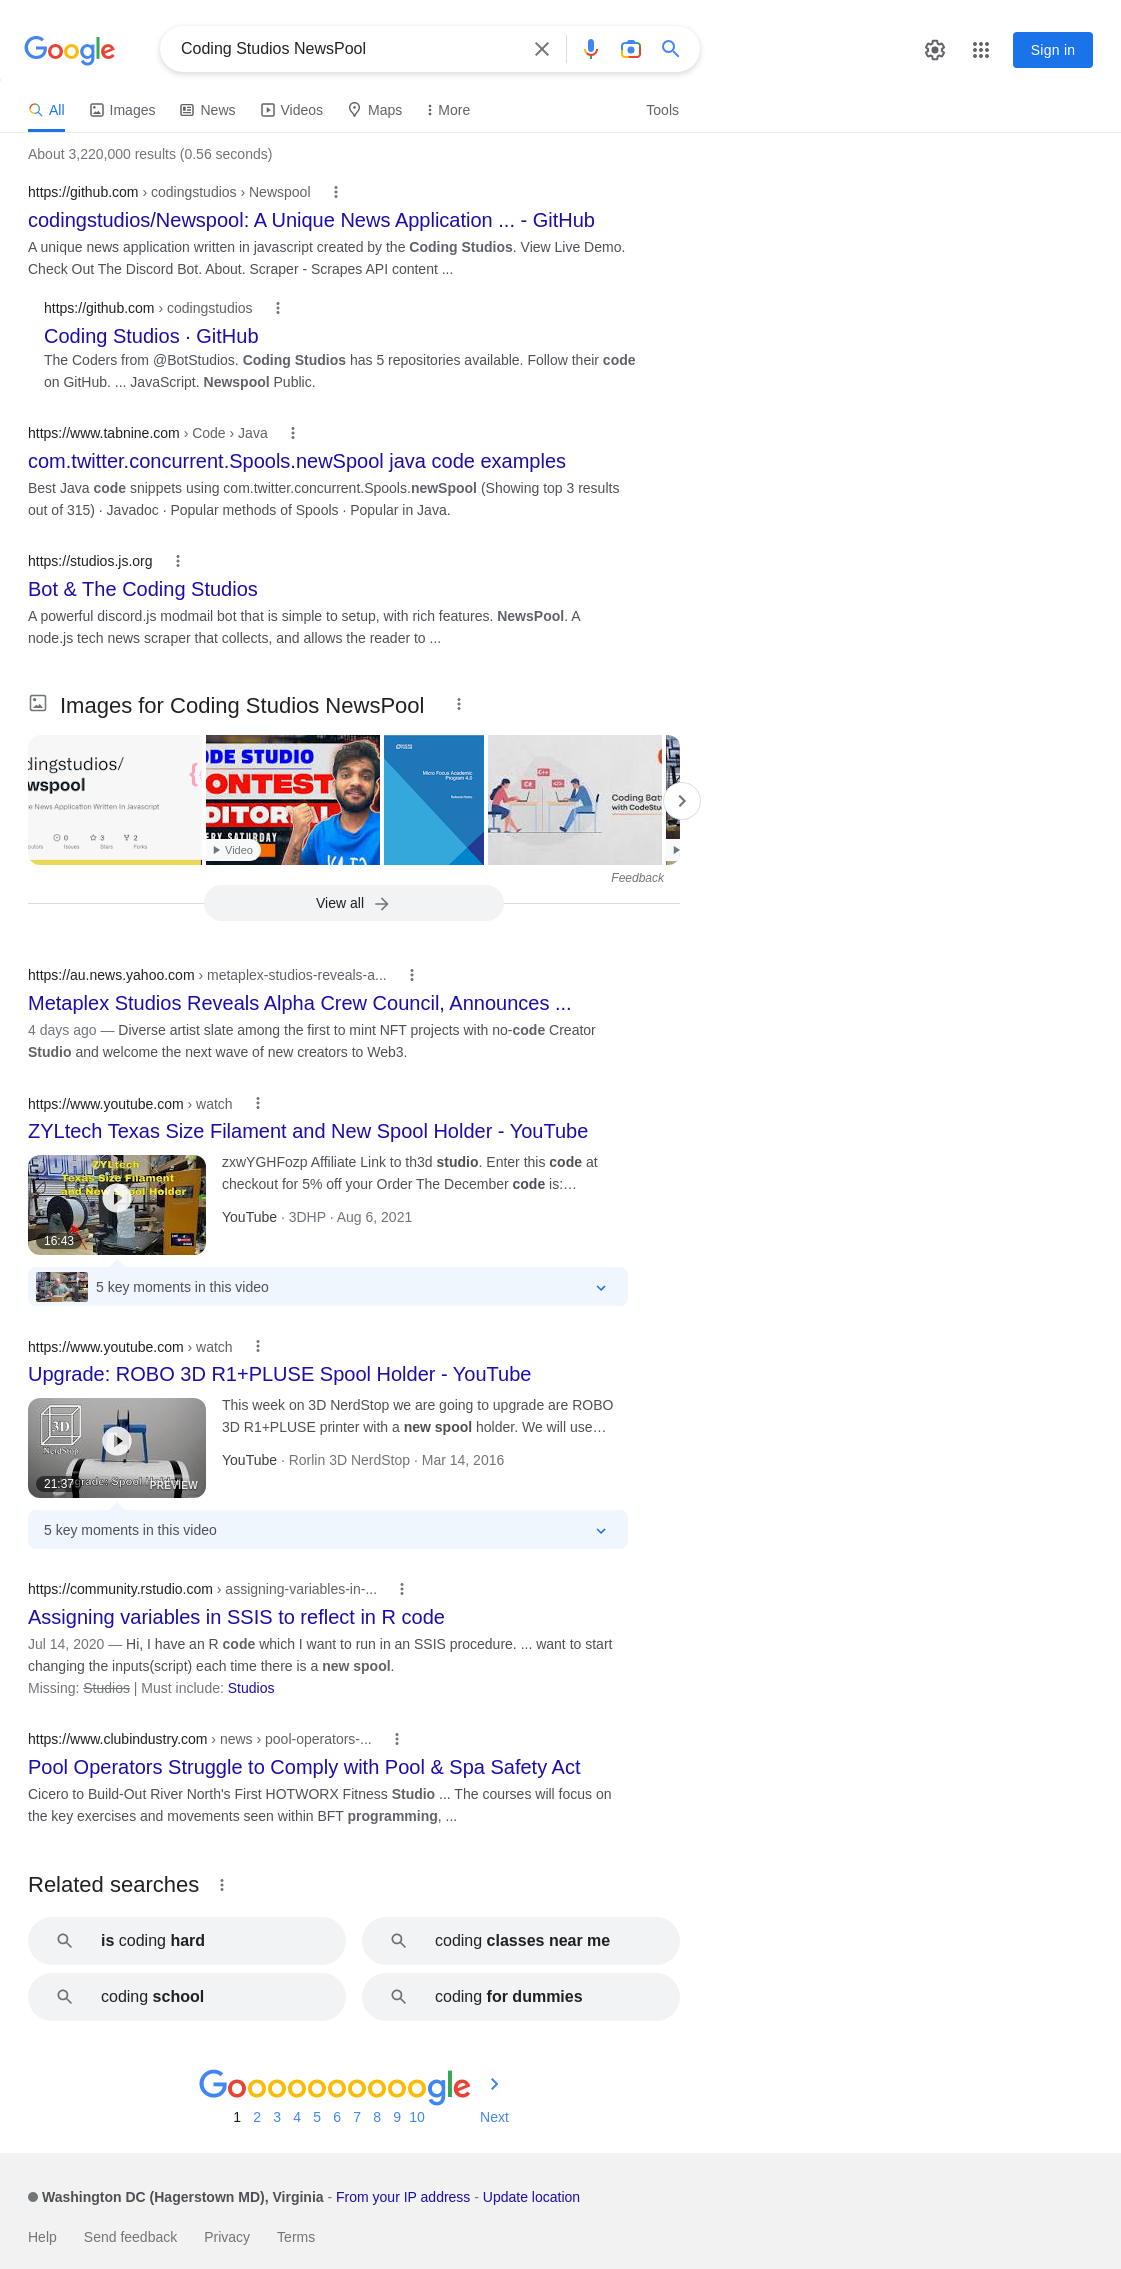 Google
Coding Studios NewsPool
Sign in
All
Images
News
Videos
Maps
More
Tools
About 3,220,000 results (0.56 seconds)
https://github.com › codingstudios › Newspool
codingstudios/Newspool: A Unique News Application ... - GitHub
A unique news application written in javascript created by the Coding Studios. View Live Demo.
Check Out The Discord Bot. About. Scraper - Scrapes API content ...
https://github.com › codingstudios
Coding Studios · GitHub
The Coders from @BotStudios. Coding Studios has 5 repositories available. Follow their code
on GitHub. ... JavaScript. Newspool Public.
https://www.tabnine.com › Code › Java
com.twitter.concurrent.Spools.newSpool java code examples
Best Java code snippets using com.twitter.concurrent.Spools.newSpool (Showing top 3 results
out of 315) · Javadoc · Popular methods of Spools · Popular in Java.
https://studios.js.org
Bot & The Coding Studios
A powerful discord.js modmail bot that is simple to setup, with rich features. NewsPool. A
node.js tech news scraper that collects, and allows the reader to ...
Images for Coding Studios NewsPool
dingstudios/
wspool
e News Application Written In Javascript
0
3
2
Issues
Stars
Forks
ODE STUDIO
ONTEST
DITORIAL
RY SATURDAY
Video
Micro Focus Academic
Program 4.0
Coding Batt
with CodeStu
Feedback
View all
https://au.news.yahoo.com › metaplex-studios-reveals-a...
Metaplex Studios Reveals Alpha Crew Council, Announces ...
4 days ago — Diverse artist slate among the first to mint NFT projects with no-code Creator
Studio and welcome the next wave of new creators to Web3.
https://www.youtube.com › watch
ZYLtech Texas Size Filament and New Spool Holder - YouTube
ZYLtech
Texas Size Filament
and New Spool Holder
16:43
zxwYGHFozp Affiliate Link to th3d studio. Enter this code at
checkout for 5% off your Order The December code is:…
YouTube · 3DHP · Aug 6, 2021
5 key moments in this video
https://www.youtube.com › watch
Upgrade: ROBO 3D R1+PLUSE Spool Holder - YouTube
3D
NerdStop
grade: Spool Holder
21:37
PREVIEW
This week on 3D NerdStop we are going to upgrade are ROBO
3D R1+PLUSE printer with a new spool holder. We will use…
YouTube · Rorlin 3D NerdStop · Mar 14, 2016
5 key moments in this video
https://community.rstudio.com › assigning-variables-in-...
Assigning variables in SSIS to reflect in R code
Jul 14, 2020 — Hi, I have an R code which I want to run in an SSIS procedure. ... want to start
changing the inputs(script) each time there is a new spool.
Missing: Studios | Must include: Studios
https://www.clubindustry.com › news › pool-operators-...
Pool Operators Struggle to Comply with Pool & Spa Safety Act
Cicero to Build-Out River North's First HOTWORX Fitness Studio ... The courses will focus on
the key exercises and movements seen within BFT programming, ...
Related searches
is coding hard
coding classes near me
coding school
coding for dummies
Goooooooooogle
1 2 3 4 5 6 7 8 9 10 Next
Washington DC (Hagerstown MD), Virginia - From your IP address - Update location
Help Send feedback Privacy Terms